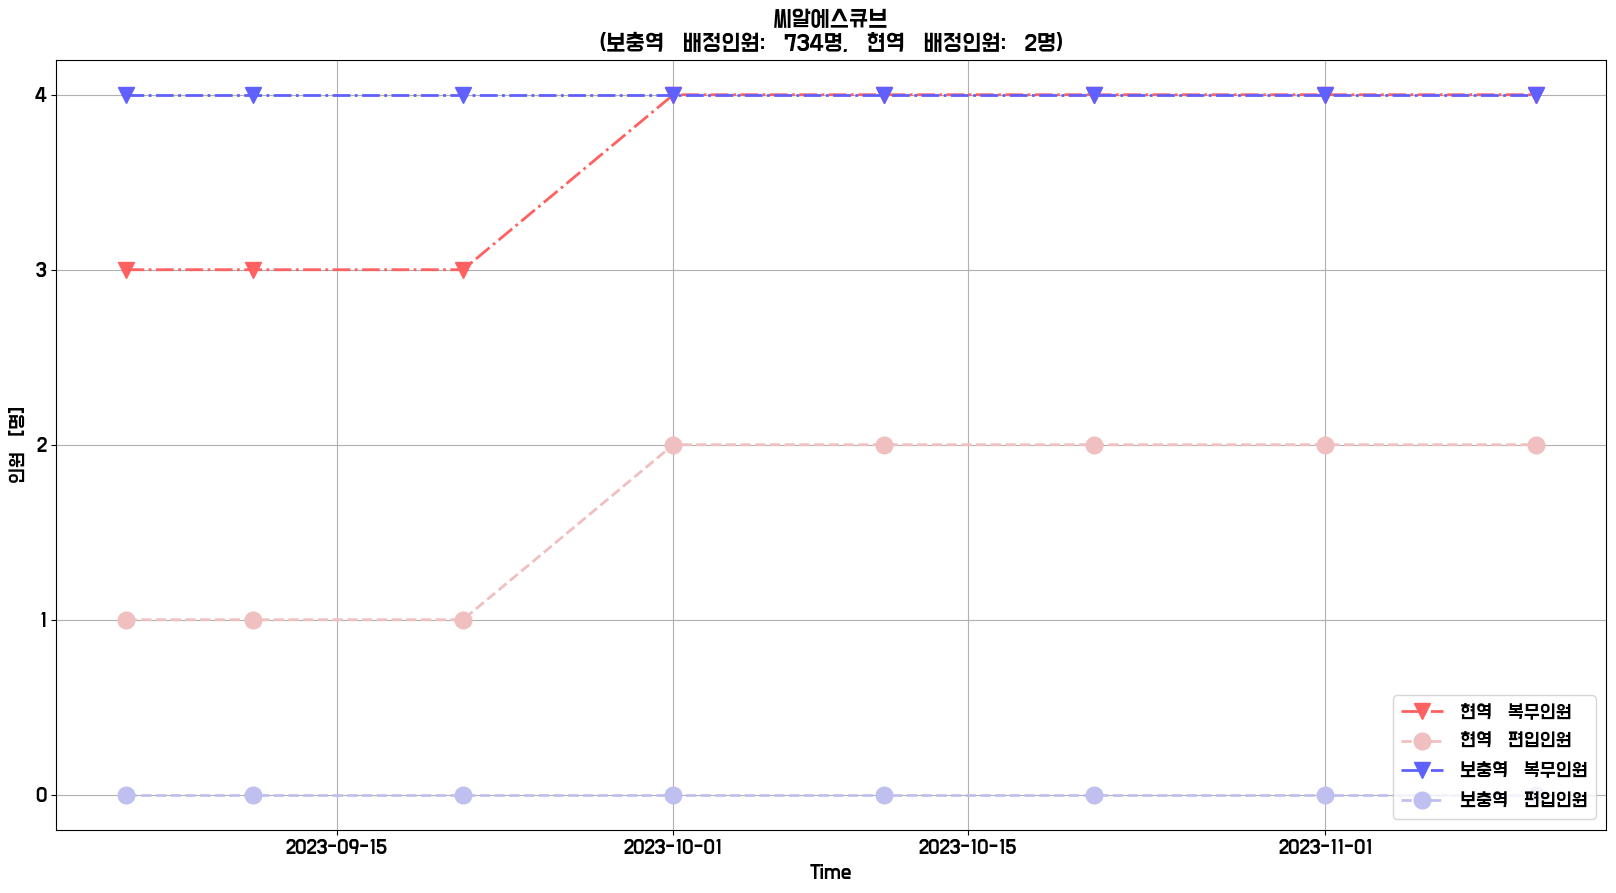 씨알에스큐브
(보충역 배정인원: 734명, 현역 배정인원: 2명)
인원 [명]
4
3
2
1
0
현역 복무인원
현역 편입인원
보충역 복무인원
보충역 편입인원
2023-09-15
2023-10-01
2023-10-15
2023-11-01
Time